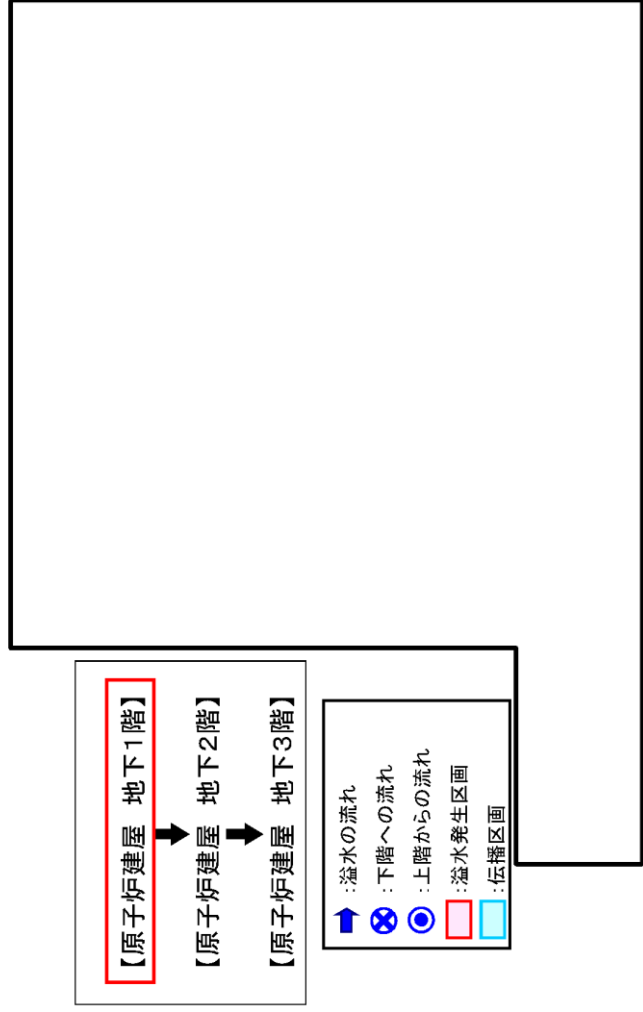 【原子炉建屋　地下1階】
【原子炉建屋　地下2階】
【原子炉建屋　地下3階】
:溢水の流れ
:下階への流れ
:上階からの流れ
:溢水発生区画
:伝播区画